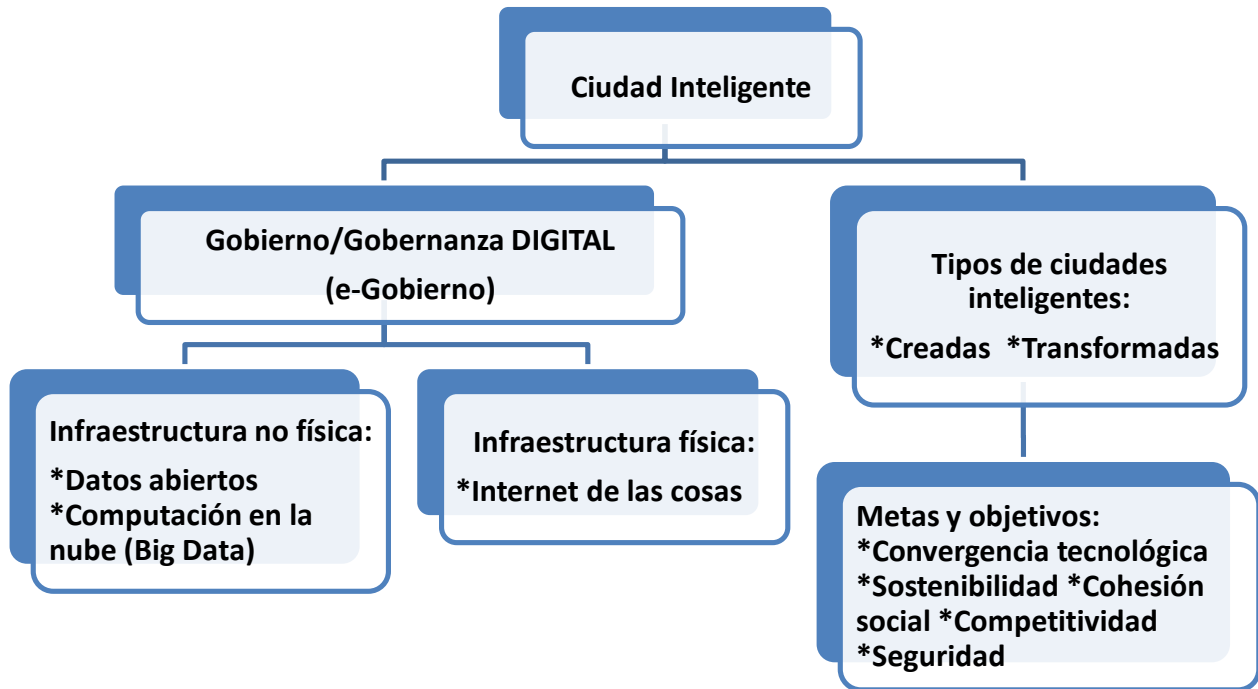 Ciudad Inteligente
Gobierno/Gobernanza DIGITAL
(e-Gobierno)
Tipos de ciudades
inteligentes:
*Creadas *Transformadas
Infraestructura no física:
*Datos abiertos
*Computación en la
nube (Big Data)
Infraestructura física:
*Internet de las cosas
Metas y objetivos:
*Convergencia tecnológica
*Sostenibilidad *Cohesión
social *Competitividad
*Seguridad